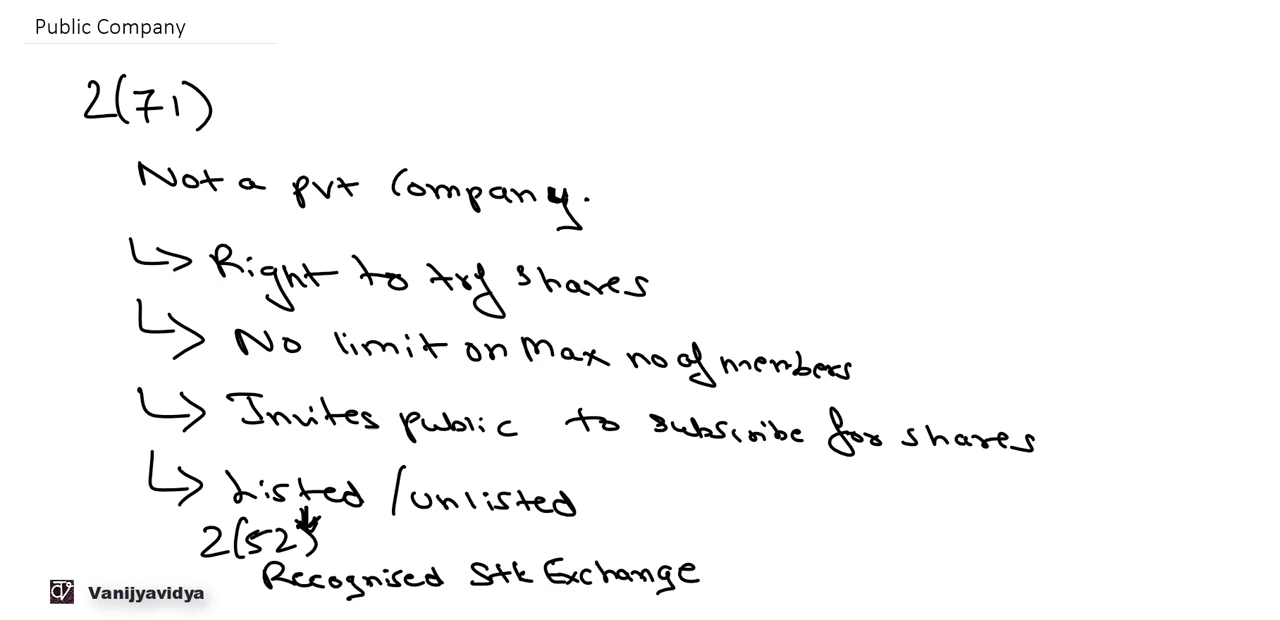 Public Company
2(71)
Not a pvt Company.
↳ Right to trf shares
↳ No limit on Max no of members
↳ Invites public to subscribe for shares
↳ Listed / unlisted
2(52)
Recognised Stk Exchange
Vanijyavidya